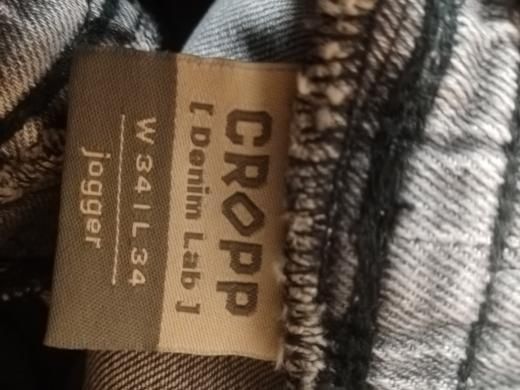 CROPP
[ Denim Lab ]
W 34 | L 34
jogger